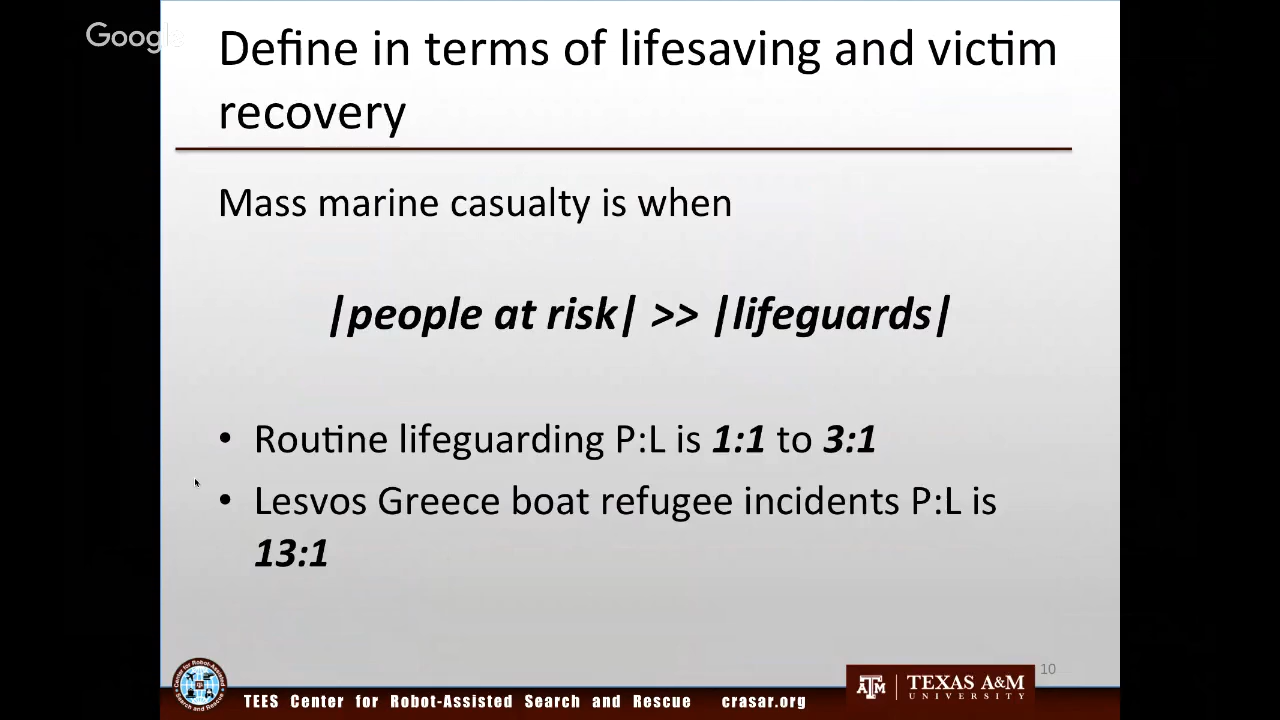 Google
Define in terms of lifesaving and victim
recovery
Mass marine casualty is when
|people at risk| >> |lifeguards|
• Routine lifeguarding P:L is 1:1 to 3:1
• Lesvos Greece boat refugee incidents P:L is
13:1
10
TEES Center for Robot-Assisted Search and Rescue crasar.org
ATM TEXAS A&M
UNIVERSITY